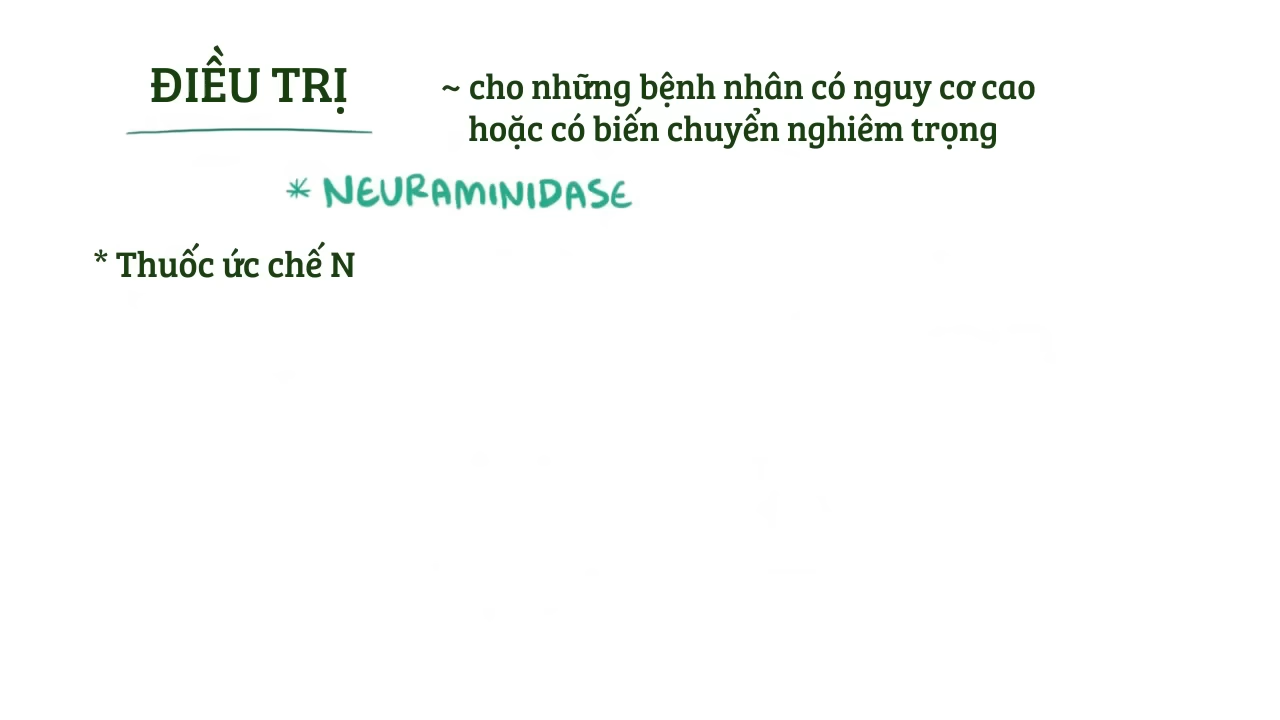 ĐIỀU TRỊ
~ cho những bệnh nhân có nguy cơ cao
hoặc có biến chuyển nghiêm trọng
* NEURAMINIDASE
* Thuốc ức chế N